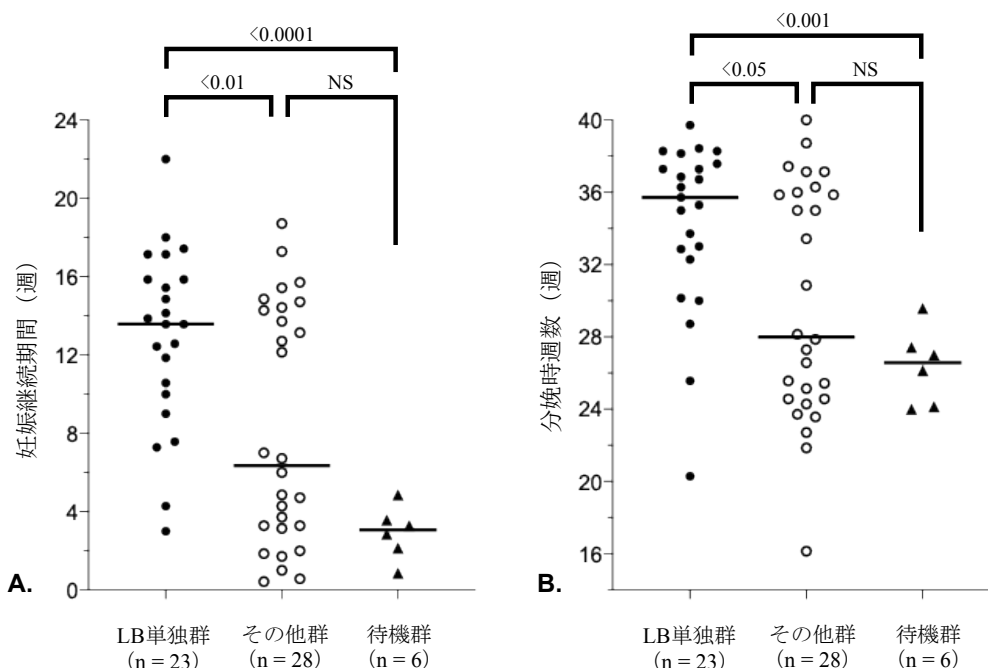 <0.0001
<0.01
NS
24
20
16
12
8
4
0
妊娠継続期間（週）
A.
LB単独群
(n = 23)
その他群
(n = 28)
待機群
(n = 6)
<0.001
<0.05
NS
40
36
32
28
24
20
16
分娩時週数（週）
B.
LB単独群
(n = 23)
その他群
(n = 28)
待機群
(n = 6)